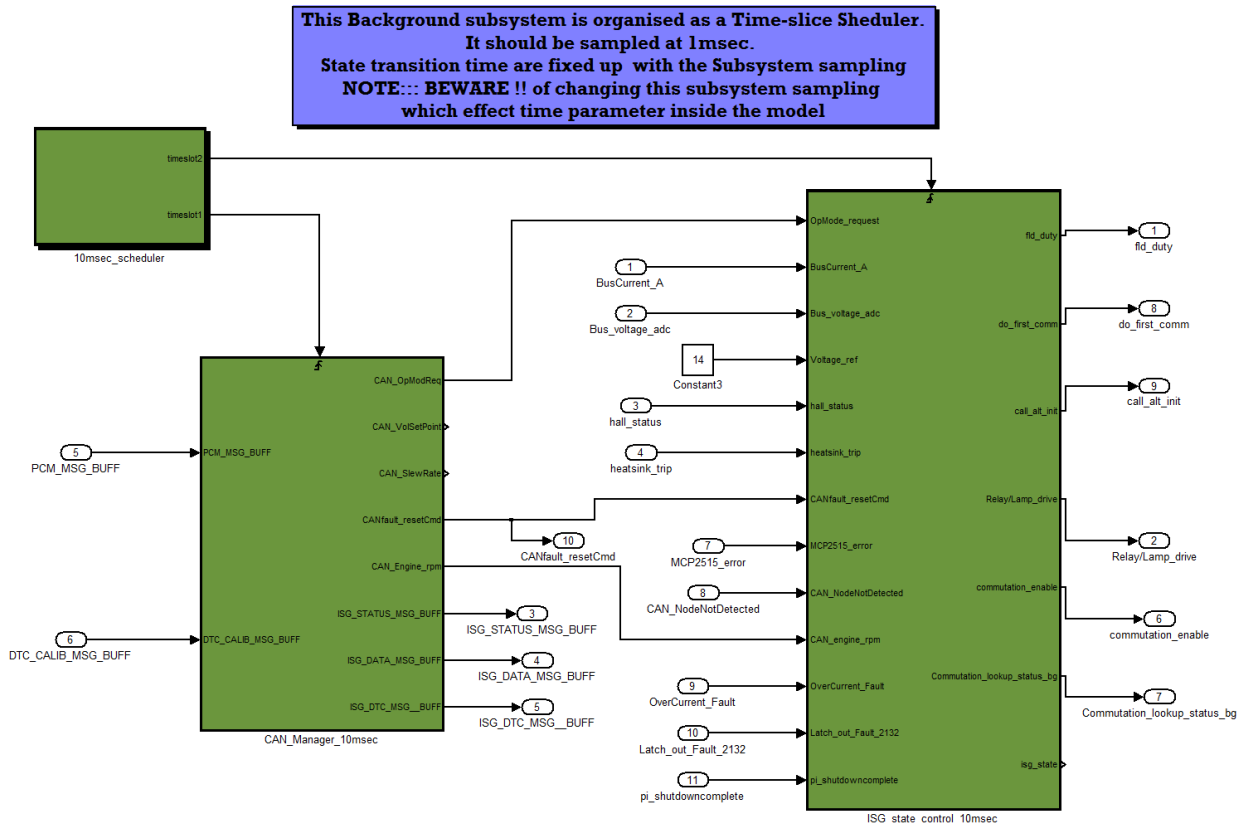 This Background subsystem is organised as a Time-slice Sheduler.
It should be sampled at 1msec.
State transition time are fixed up with the Subsystem sampling
NOTE::: BEWARE !! of changing this subsystem sampling
which effect time parameter inside the model
timeslot2
timeslot1
10msec_scheduler
5
PCM_MSG_BUFF
6
DTC_CALIB_MSG_BUFF
PCM_MSG_BUFF
DTC_CALIB_MSG_BUFF
CAN_OpModReq
CAN_VolSetPoint
CAN_SlewRate
CANfault_resetCmd
CAN_Engine_rpm
ISG_STATUS_MSG_BUFF
ISG_DATA_MSG_BUFF
ISG_DTC_MSG__BUFF
CAN_Manager_10msec
10
CANfault_resetCmd
3
ISG_STATUS_MSG_BUFF
4
ISG_DATA_MSG_BUFF
5
ISG_DTC_MSG__BUFF
1
BusCurrent_A
2
Bus_voltage_adc
14
Constant3
3
hall_status
4
heatsink_trip
7
MCP2515_error
8
CAN_NodeNotDetected
9
OverCurrent_Fault
10
Latch_out_Fault_2132
11
pi_shutdowncomplete
OpMode_request
BusCurrent_A
Bus_voltage_adc
Voltage_ref
hall_status
heatsink_trip
CANfault_resetCmd
MCP2515_error
CAN_NodeNotDetected
CAN_engine_rpm
OverCurrent_Fault
Latch_out_Fault_2132
pi_shutdowncomplete
fld_duty
do_first_comm
call_alt_init
Relay/Lamp_drive
commutation_enable
Commutation_lookup_status_bg
isg_state
ISG_state_control_10msec
1
fld_duty
8
do_first_comm
9
call_alt_init
2
Relay/Lamp_drive
6
commutation_enable
7
Commutation_lookup_status_bg